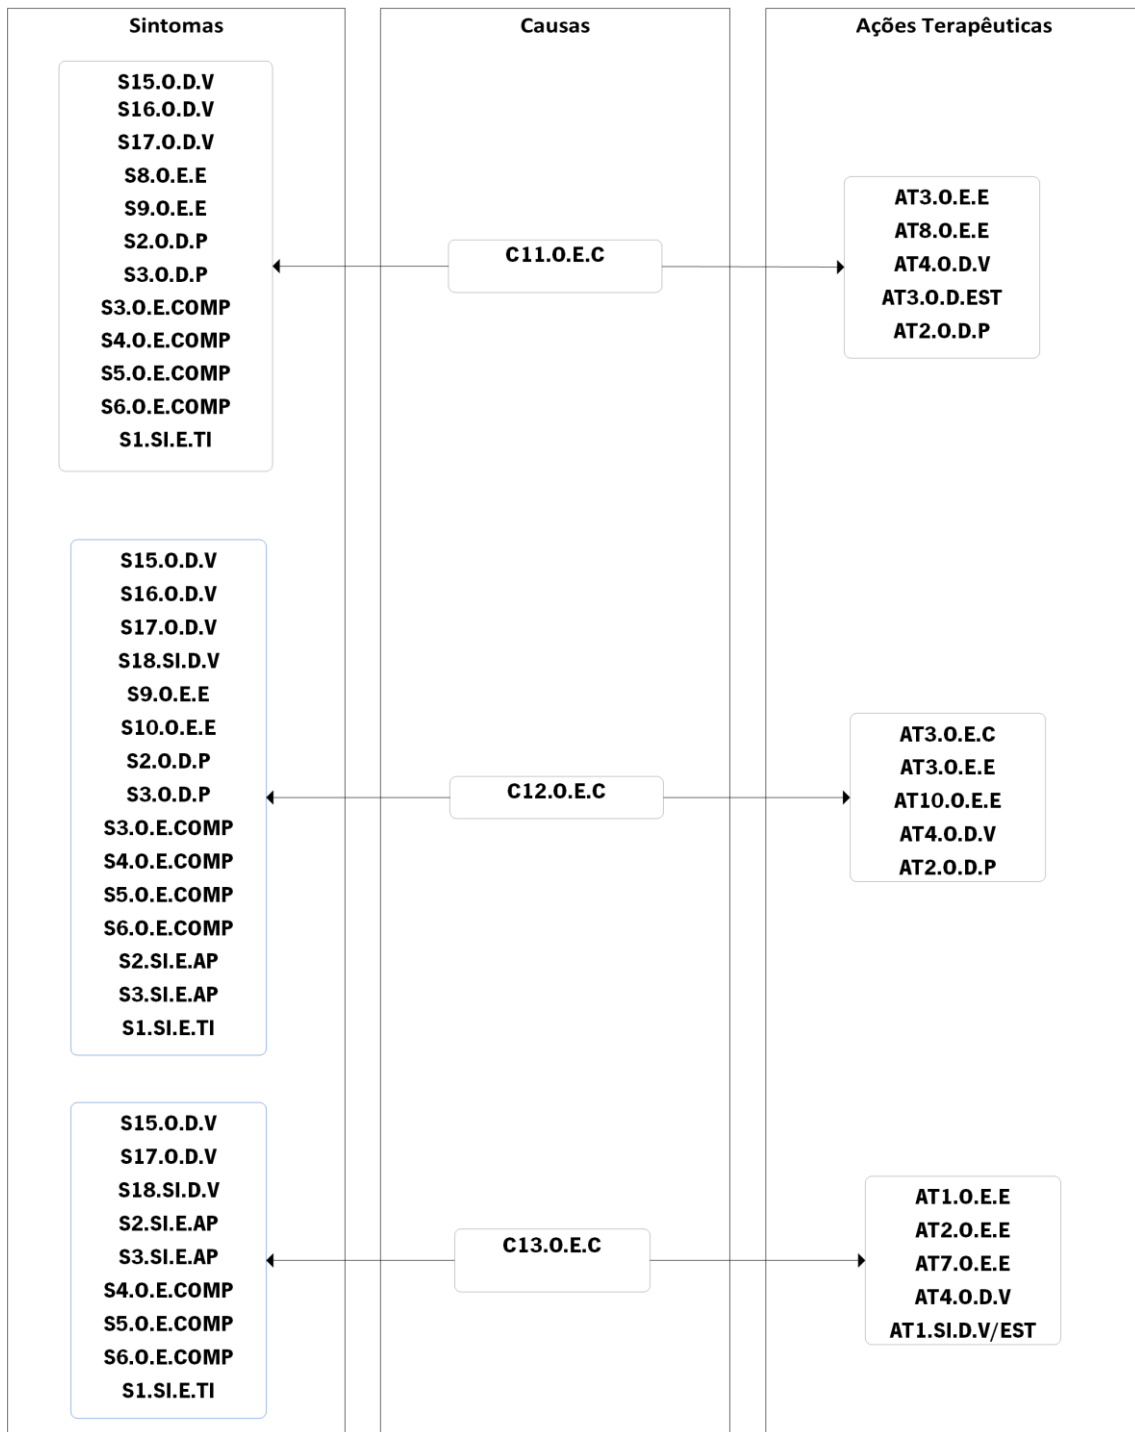 Sintomas
Causas
Ações Terapêuticas
S15.O.D.V
S16.O.D.V
S17.O.D.V
S8.O.E.E
S9.O.E.E
S2.O.D.P
S3.O.D.P
S3.O.E.COMP
S4.O.E.COMP
S5.O.E.COMP
S6.O.E.COMP
S1.SI.E.TI
C11.O.E.C
AT3.O.E.E
AT8.O.E.E
AT4.O.D.V
AT3.O.D.EST
AT2.O.D.P
S15.O.D.V
S16.O.D.V
S17.O.D.V
S18.SI.D.V
S9.O.E.E
S10.O.E.E
S2.O.D.P
S3.O.D.P
S3.O.E.COMP
S4.O.E.COMP
S5.O.E.COMP
S6.O.E.COMP
S2.SI.E.AP
S3.SI.E.AP
S1.SI.E.TI
C12.O.E.C
AT3.O.E.C
AT3.O.E.E
AT10.O.E.E
AT4.O.D.V
AT2.O.D.P
S15.O.D.V
S17.O.D.V
S18.SI.D.V
S2.SI.E.AP
S3.SI.E.AP
S4.O.E.COMP
S5.O.E.COMP
S6.O.E.COMP
S1.SI.E.TI
C13.O.E.C
AT1.O.E.E
AT2.O.E.E
AT7.O.E.E
AT4.O.D.V
AT1.SI.D.V/EST